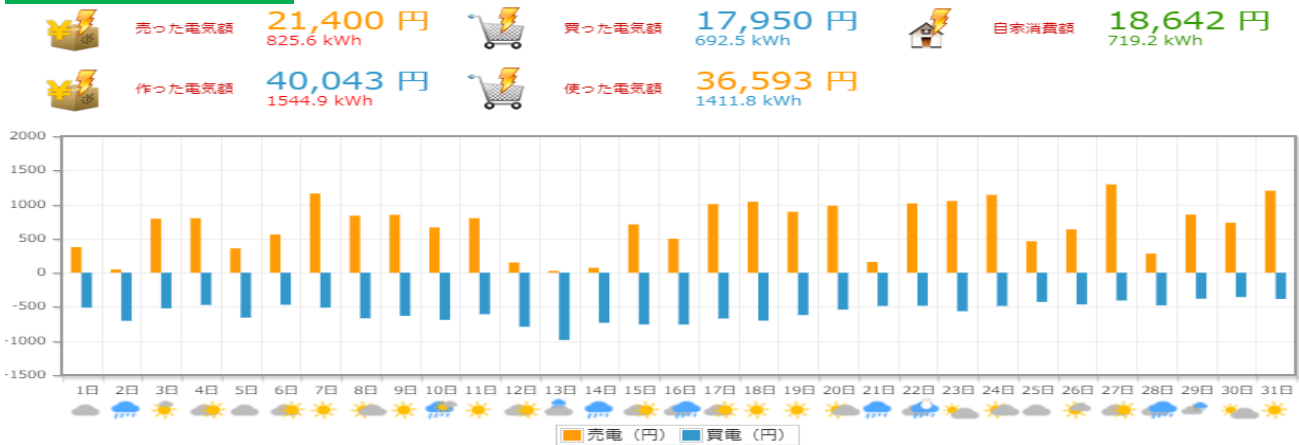 売った電気額 21,400 円 買った電気額 17,950 円 自家消費額 18,642 円
825.6 kWh 692.5 kWh 719.2 kWh
作った電気額 40,043 円 使った電気額 36,593 円
1544.9 kWh 1411.8 kWh
2000
1500
1000
500
0
-500
-1000
-1500
1日 2日 3日 4日 5日 6日 7日 8日 9日 10日 11日 12日 13日 14日 15日 16日 17日 18日 19日 20日 21日 22日 23日 24日 25日 26日 27日 28日 29日 30日 31日
売電（円） 買電（円）